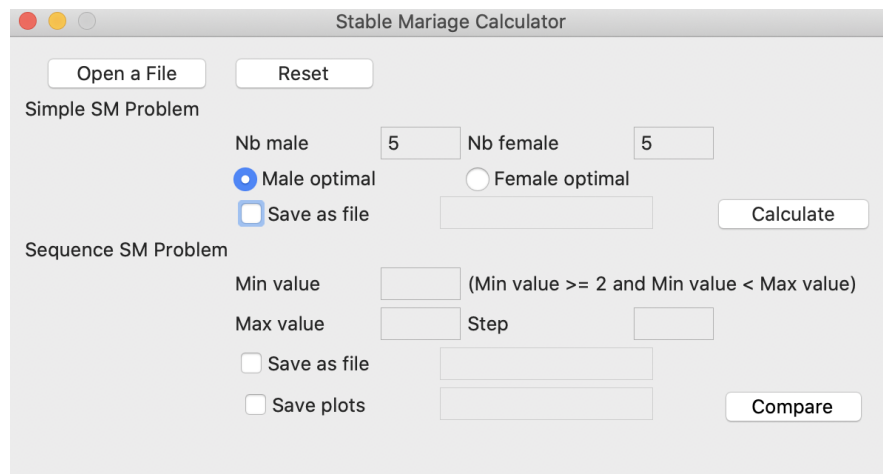 Stable Mariage Calculator
Open a File Reset
Simple SM Problem
Nb male 5 Nb female 5
Male optimal Female optimal
Save as file Calculate
Sequence SM Problem
Min value (Min value >= 2 and Min value < Max value)
Max value Step
Save as file
Save plots Compare